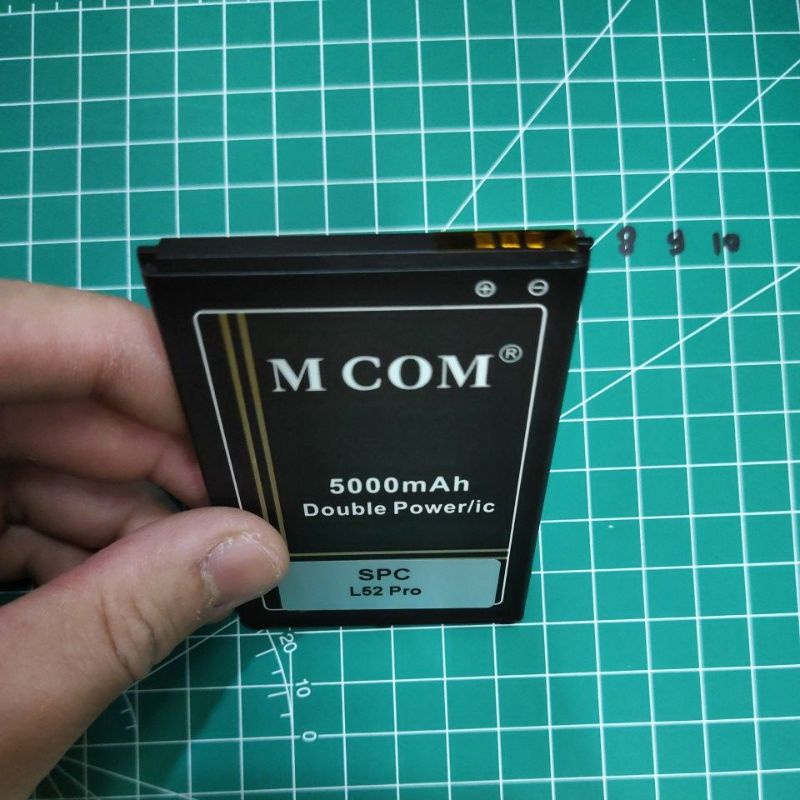 8 9 10
⊕ ⊖
M COM®
5000mAh
Double Power/ic
SPC
L52 Pro
20
10
0